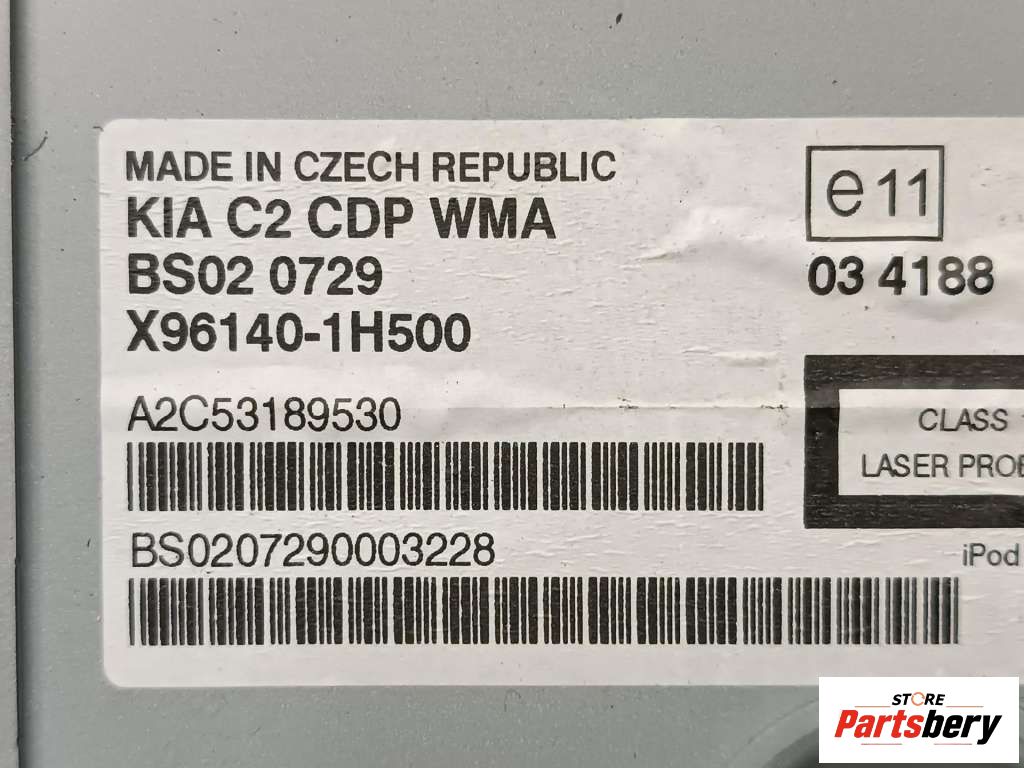 MADE IN CZECH REPUBLIC
KIA C2 CDP WMA
BS02 0729
X96140-1H500
e11
03 4188
A2C53189530
CLASS
LASER
BS0207290003228
iPod
STORE
Partsbery